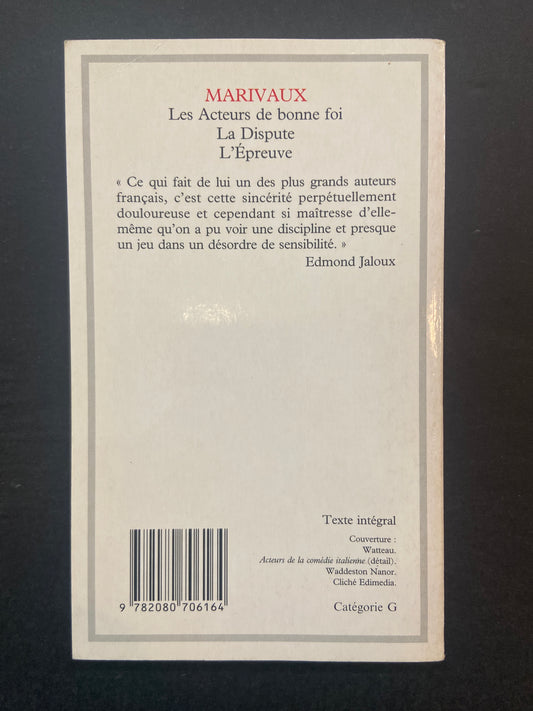 MARIVAUX
Les Acteurs de bonne foi
La Dispute
L'Épreuve
« Ce qui fait de lui un des plus grands auteurs
français, c'est cette sincérité perpétuellement
douloureuse et cependant si maîtresse d'elle-
même qu'on a pu voir une discipline et presque
un jeu dans un désordre de sensibilité. »
Edmond Jaloux
Texte intégral
Couverture :
Watteau.
Acteurs de la comédie italienne (détail).
Waddeston Nanor.
Cliché Edimedia.
9 782080 706164
Catégorie G